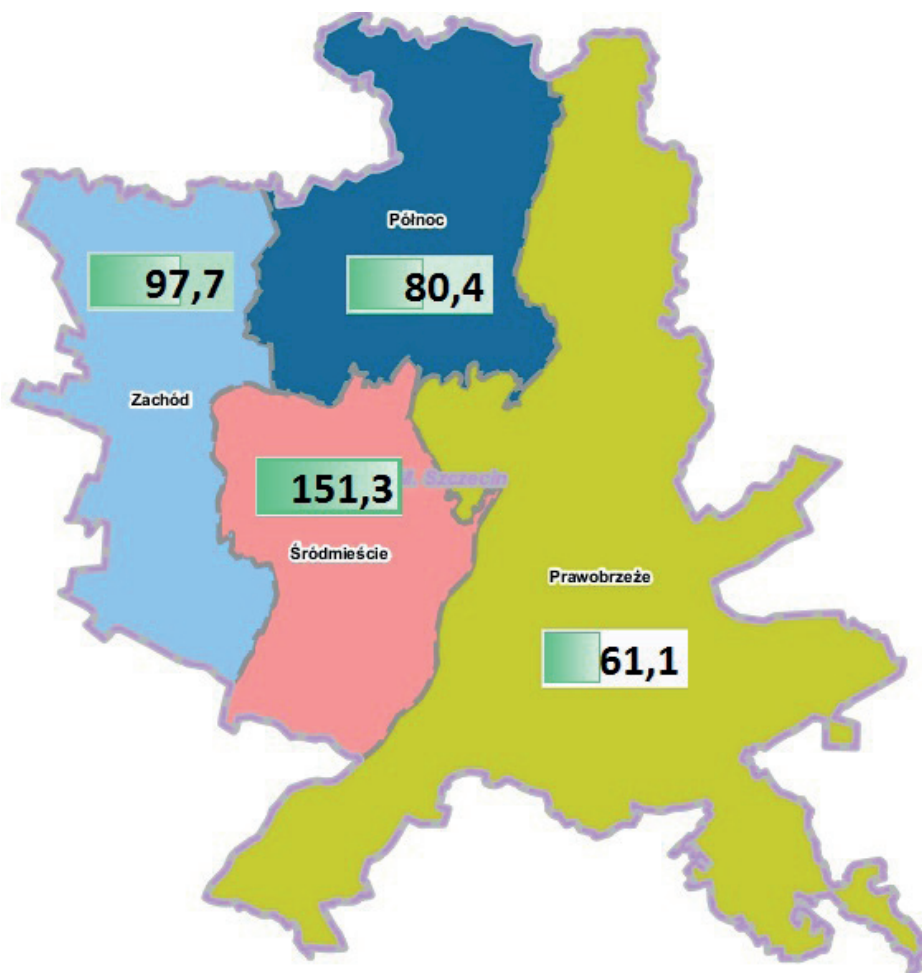 Północ
97,7
80,4
Zachód
151,3
M. Szczecin
Śródmieście
Prawobrzeże
61,1